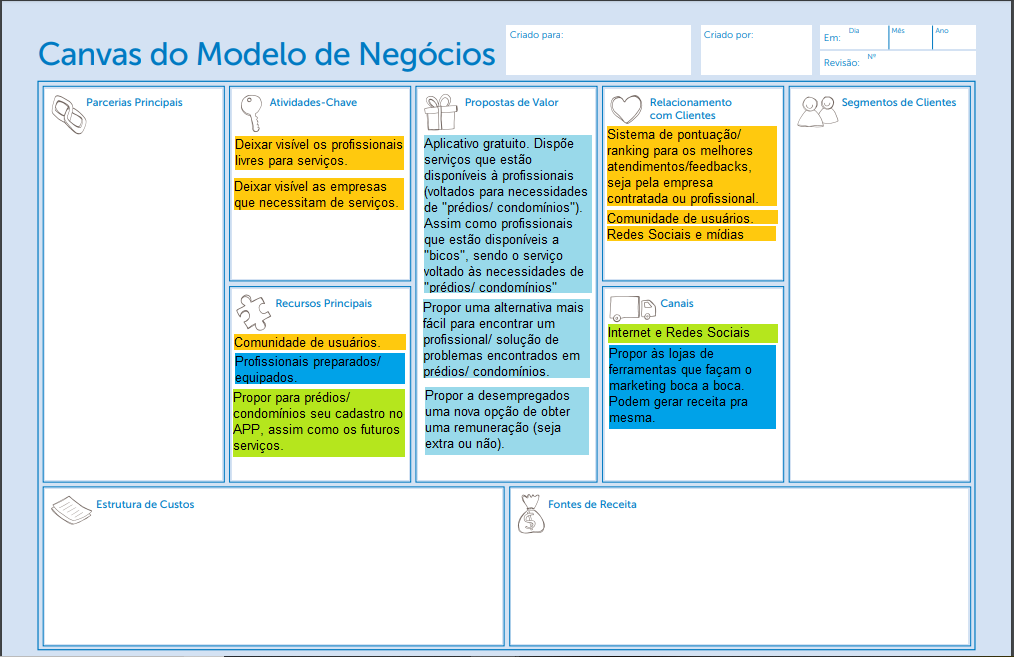 Canvas do Modelo de Negócios
Criado para:
Criado por:
Em:
Dia
Mês
Ano
Revisão:
Nº
Parcerias Principais
Atividades-Chave
Deixar visível os profissionais
livres para serviços.
Deixar visível as empresas
que necessitam de serviços.
Recursos Principais
Comunidade de usuários.
Profissionais preparados/
equipados.
Propor para prédios/
condomínios seu cadastro no
APP, assim como os futuros
serviços.
Propostas de Valor
Aplicativo gratuito. Dispõe
serviços que estão
disponíveis à profissionais
(voltados para necessidades
de "prédios/ condomínios").
Assim como profissionais
que estão disponíveis a
"bicos", sendo o serviço
voltado às necessidades de
"prédios/ condomínios"
Propor uma alternativa mais
fácil para encontrar um
profissional/ solução de
problemas encontrados em
prédios/ condomínios.
Propor a desempregados
uma nova opção de obter
uma remuneração (seja
extra ou não).
Relacionamento
com Clientes
Sistema de pontuação/
ranking para os melhores
atendimentos/feedbacks,
seja pela empresa
contratada ou profissional.
Comunidade de usuários.
Redes Sociais e mídias
Canais
Internet e Redes Sociais
Propor às lojas de
ferramentas que façam o
marketing boca a boca.
Podem gerar receita pra
mesma.
Segmentos de Clientes
Estrutura de Custos
Fontes de Receita